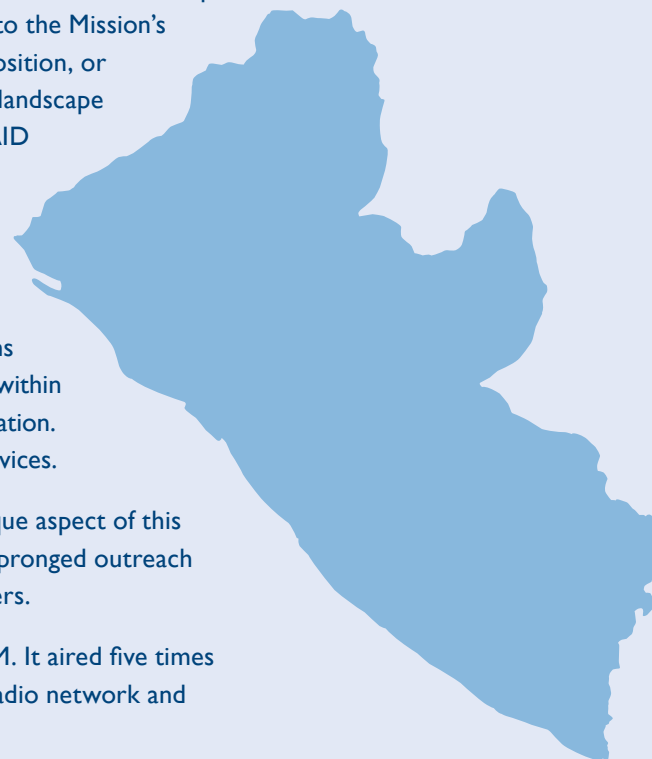 to the Mission's
osition, or
landscape
AID
ns
within
ation.
vices.
que aspect of this
pronged outreach
ers.
M. It aired five times
adio network and